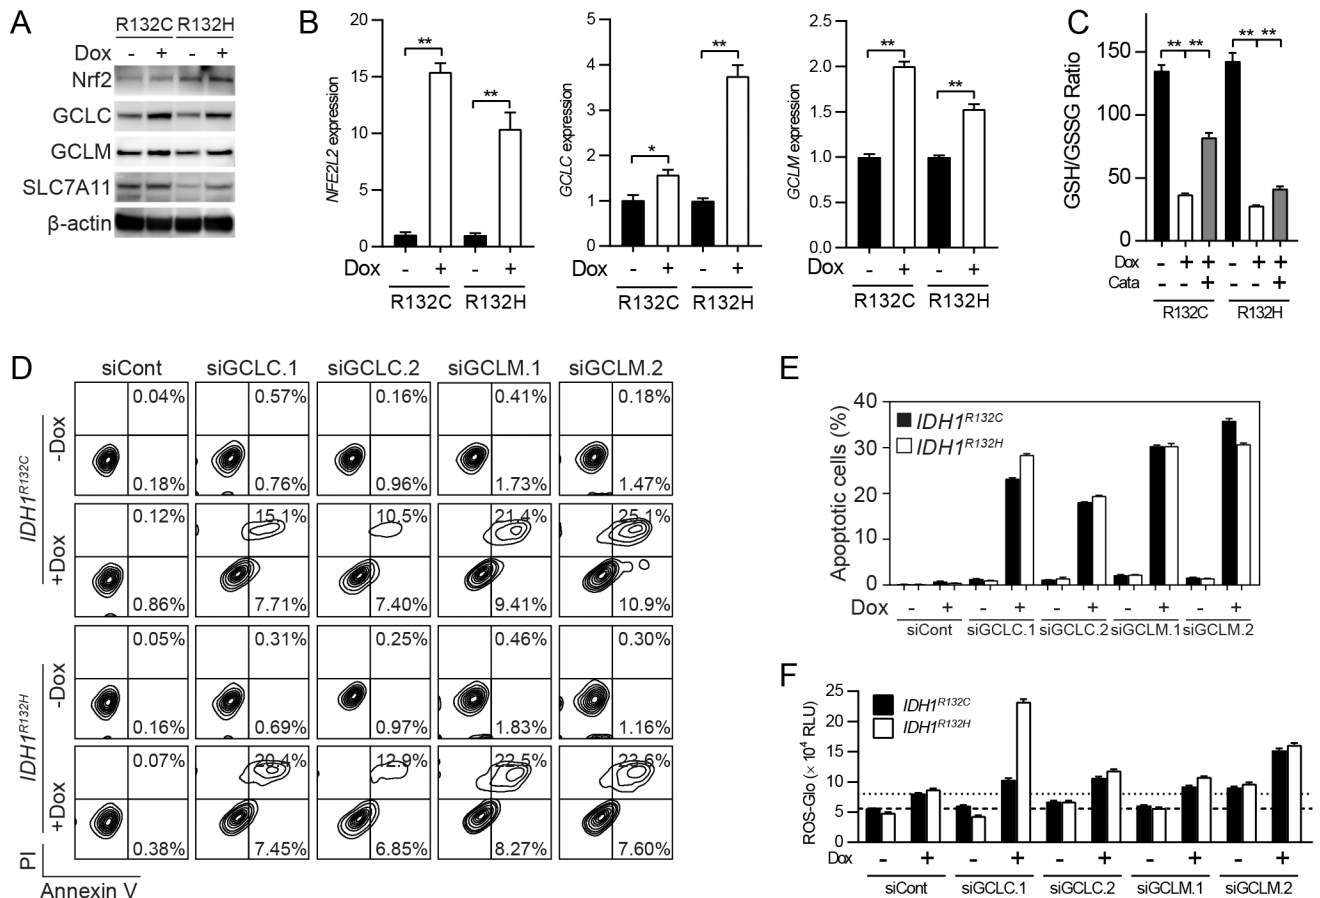 A
R132C R132H
Dox - + - +
Nrf2
GCLC
GCLM
SLC7A11
β-actin
B
NFE2L2 expression
20
15
10
5
0
**
**
Dox - + - +
R132C R132H
GCLC expression
5
4
3
2
1
0
*
**
Dox - + - +
R132C R132H
GCLM expression
2.5
2.0
1.5
1.0
0.5
0.0
**
**
Dox - + - +
R132C R132H
C
GSH/GSSG Ratio
150
100
50
0
** ** ** **
Dox - + + - + +
Cata + +
R132C R132H
D
siCont siGCLC.1 siGCLC.2 siGCLM.1 siGCLM.2
IDH1R132C
-Dox
0.04% 0.57% 0.16% 0.41% 0.18%
0.18% 0.76% 0.96% 1.73% 1.47%
+Dox
0.12% 15.1% 10.5% 21.4% 25.1%
0.86% 7.71% 7.40% 9.41% 10.9%
IDH1R132H
-Dox
0.05% 0.31% 0.25% 0.46% 0.30%
0.16% 0.69% 0.97% 1.83% 1.16%
+Dox
0.07% 20.4% 12.9% 22.5% 23.6%
0.38% 7.45% 6.85% 8.27% 7.60%
PI
Annexin V
E
Apoptotic cells (%)
40
30
20
10
0
IDH1R132C
IDH1R132H
Dox - + - + - + - + - +
siCont siGCLC.1 siGCLC.2 siGCLM.1 siGCLM.2
F
ROS-Glo (× 10⁴ RLU)
25
20
15
10
5
0
IDH1R132C
IDH1R132H
Dox - + - + - + - + - +
siCont siGCLC.1 siGCLC.2 siGCLM.1 siGCLM.2